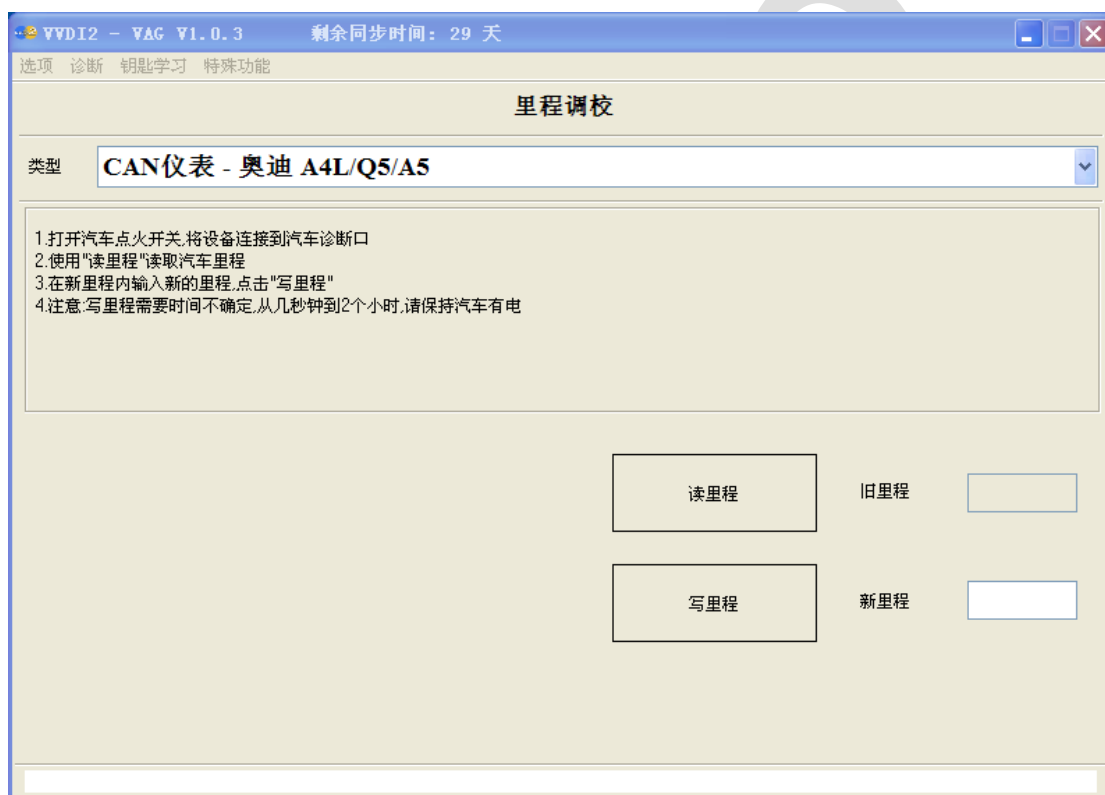 VVDI2 - VAG V1.0.3 剩余同步时间: 29 天
选项 诊断 钥匙学习 特殊功能
里程调校
类型 CAN仪表 - 奥迪 A4L/Q5/A5
1.打开汽车点火开关,将设备连接到汽车诊断口
2.使用"读里程"读取汽车里程
3.在新里程内输入新的里程,点击"写里程"
4.注意:写里程需要时间不确定,从几秒钟到2个小时,请保持汽车有电
读里程 旧里程
写里程 新里程